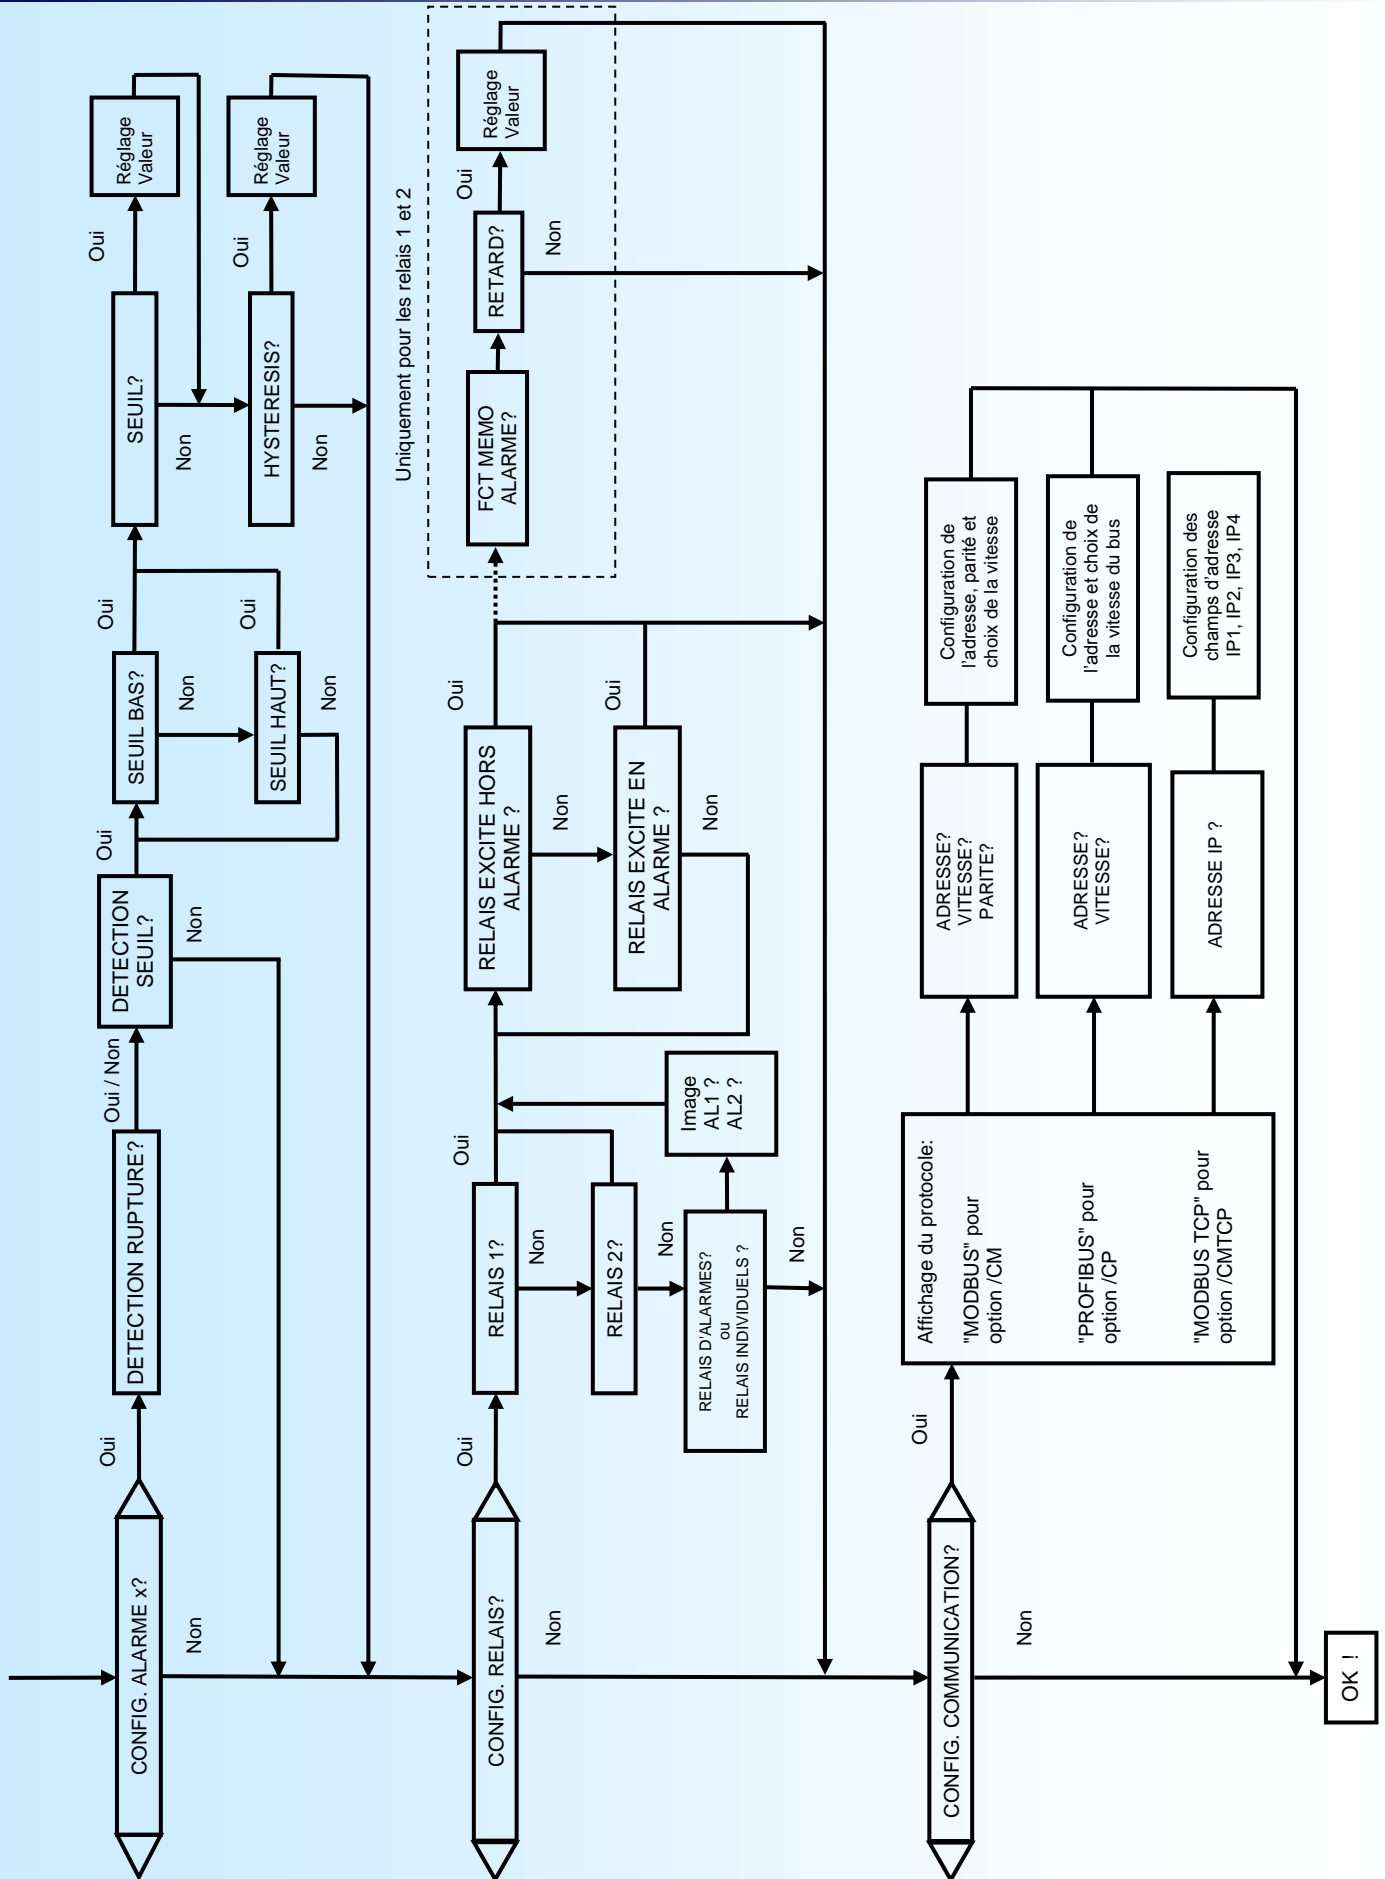 CONFIG. ALARME x?
Oui
Non
DETECTION RUPTURE?
Oui / Non
DETECTION
SEUIL?
Oui
Non
SEUIL BAS?
Oui
Non
SEUIL HAUT?
Oui
Non
SEUIL?
Oui
Non
Réglage
Valeur
HYSTERESIS?
Oui
Non
Réglage
Valeur
CONFIG. RELAIS?
Oui
Non
RELAIS 1?
Oui
Non
RELAIS 2?
Non
RELAIS D'ALARMES?
ou
RELAIS INDIVIDUELS ?
Non
Image
AL1 ?
AL2 ?
RELAIS EXCITE HORS
ALARME ?
Oui
Non
RELAIS EXCITE EN
ALARME ?
Oui
Non
Uniquement pour les relais 1 et 2
FCT MEMO
ALARME?
RETARD?
Oui
Non
Réglage
Valeur
CONFIG. COMMUNICATION?
Oui
Non
Affichage du protocole:
"MODBUS" pour
option /CM
"PROFIBUS" pour
option /CP
"MODBUS TCP" pour
option /CMTCP
ADRESSE?
VITESSE?
PARITE?
Configuration de
l'adresse, parité et
choix de la vitesse
ADRESSE?
VITESSE?
Configuration de
l'adresse et choix de
la vitesse du bus
ADRESSE IP ?
Configuration des
champs d'adresse
IP1, IP2, IP3, IP4
OK !